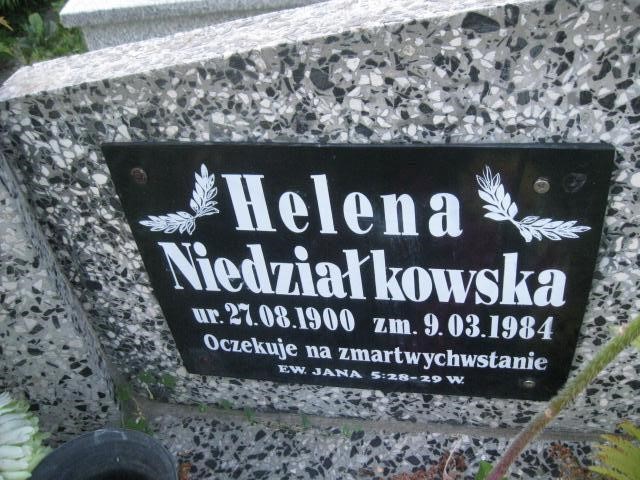 Helena
Niedziałkowska
ur. 27.08.1900 zm. 9.03.1984
Oczekuje na zmartwychwstanie
EW. JANA 5:28-29 W.